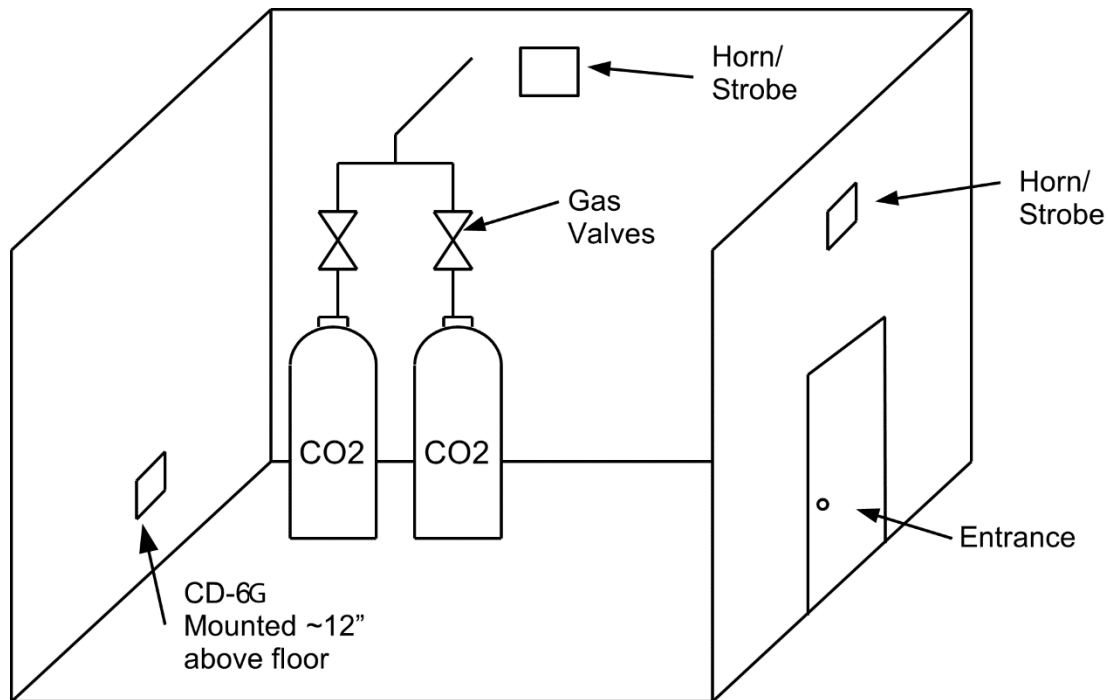 Horn/
Strobe
Horn/
Strobe
Gas
Valves
CO2
CO2
Entrance
CD-6G
Mounted ~12”
above floor